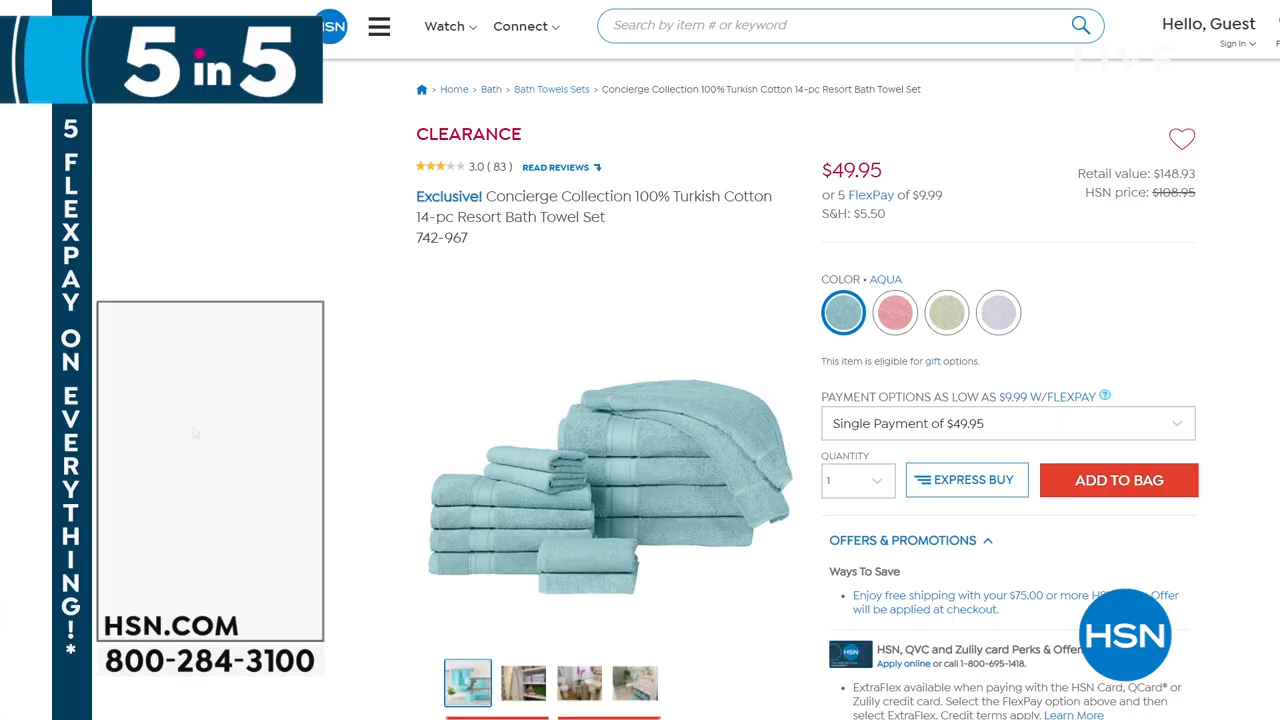 5 in 5
5 FLEXPAY ON EVERYTHING!*
HSN.COM
800-284-3100
HSN
Watch
Connect
Search by item # or keyword
Hello, Guest
Sign In
LIVE
> Home > Bath > Bath Towels Sets > Concierge Collection 100% Turkish Cotton 14-pc Resort Bath Towel Set
CLEARANCE
3.0 ( 83 ) READ REVIEWS
Exclusive! Concierge Collection 100% Turkish Cotton
14-pc Resort Bath Towel Set
742-967
$49.95
or 5 FlexPay of $9.99
S&H: $5.50
Retail value: $148.93
HSN price: $108.95
COLOR • AQUA
This item is eligible for gift options.
PAYMENT OPTIONS AS LOW AS $9.99 W/FLEXPAY ?
Single Payment of $49.95
QUANTITY
1
EXPRESS BUY
ADD TO BAG
OFFERS & PROMOTIONS
Ways To Save
• Enjoy free shipping with your $75.00 or more Offer
will be applied at checkout.
HSN
HSN, QVC and Zulily card Perks &
Apply online or call 1-800-695-1418.
HSN
• ExtraFlex available when paying with the HSN Card, QCard® or
Zulily credit card. Select the FlexPay option above and then
select ExtraFlex. Credit terms apply. Learn More